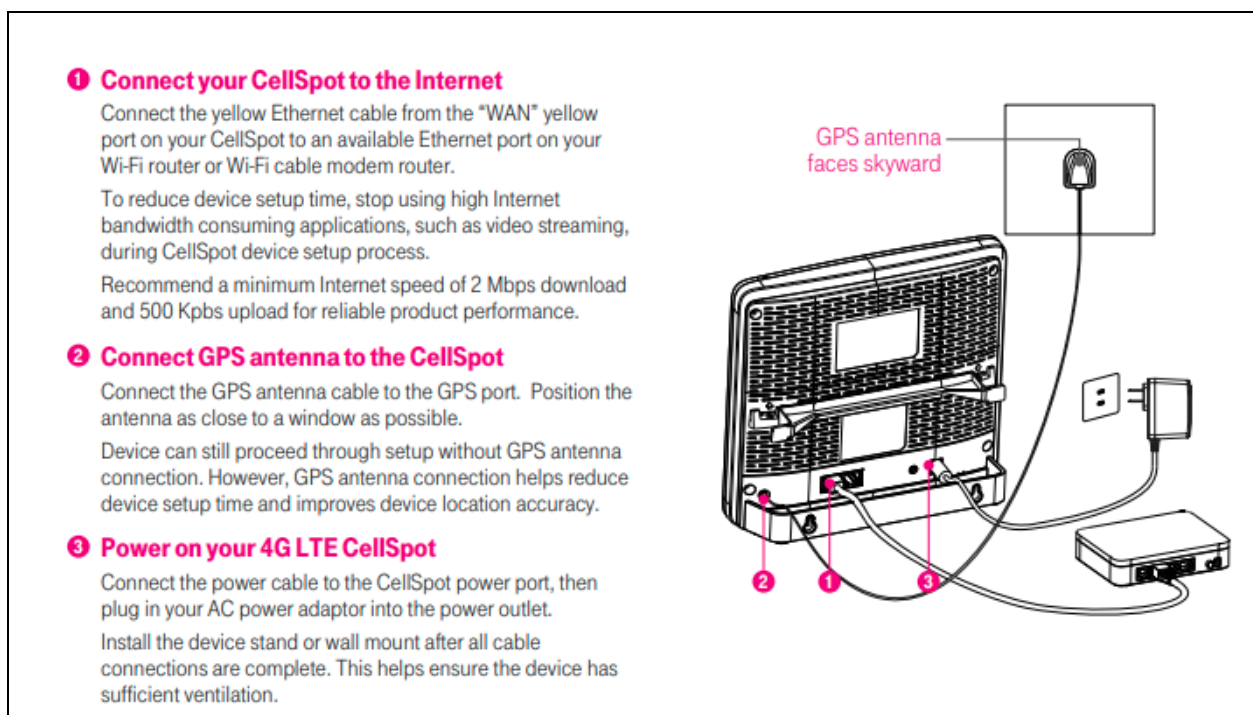 1 Connect your CellSpot to the Internet
Connect the yellow Ethernet cable from the “WAN” yellow
port on your CellSpot to an available Ethernet port on your
Wi-Fi router or Wi-Fi cable modem router.
To reduce device setup time, stop using high Internet
bandwidth consuming applications, such as video streaming,
during CellSpot device setup process.
Recommend a minimum Internet speed of 2 Mbps download
and 500 Kpbs upload for reliable product performance.
2 Connect GPS antenna to the CellSpot
Connect the GPS antenna cable to the GPS port. Position the
antenna as close to a window as possible.
Device can still proceed through setup without GPS antenna
connection. However, GPS antenna connection helps reduce
device setup time and improves device location accuracy.
3 Power on your 4G LTE CellSpot
Connect the power cable to the CellSpot power port, then
plug in your AC power adaptor into the power outlet.
Install the device stand or wall mount after all cable
connections are complete. This helps ensure the device has
sufficient ventilation.
GPS antenna
faces skyward
2 1 3